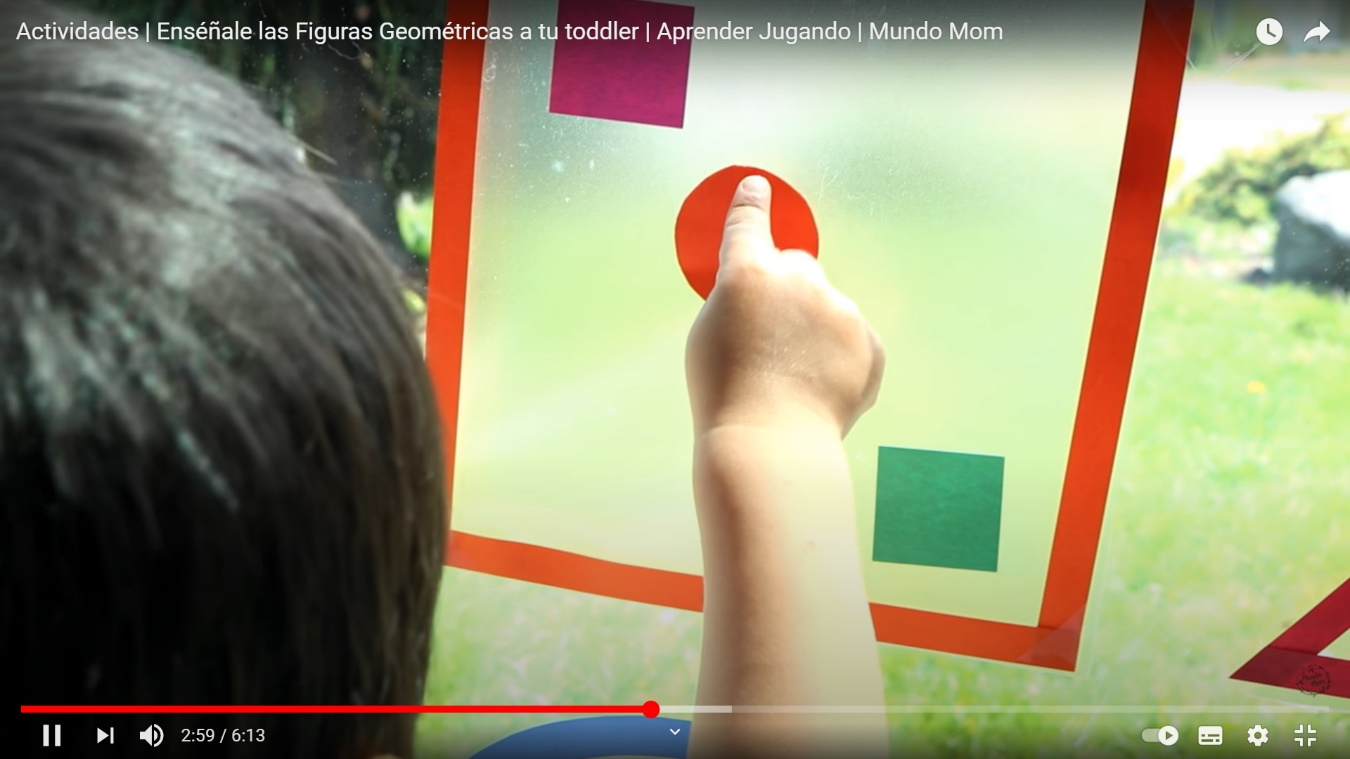 Actividades | Enséñale las Figuras Geométricas a tu toddler | Aprender Jugando | Mundo Mom
2:59 / 6:13